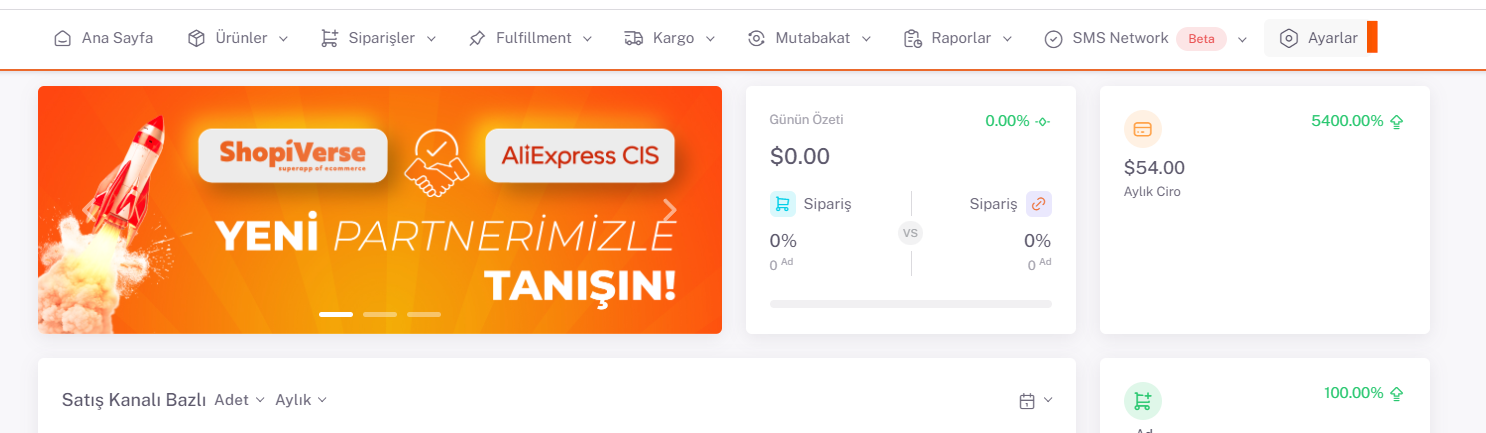 Ana Sayfa Ürünler Siparişler Fulfillment Kargo Mutabakat Raporlar SMS Network Beta Ayarlar
ShopiVerse
superapp of ecommerce
AliExpress CIS
YENİ PARTNERİMİZLE
TANIŞIN!
Günün Özeti 0.00%
$0.00
Sipariş VS Sipariş
0% 0%
0 Ad 0 Ad
5400.00%
$54.00
Aylık Ciro
Satış Kanalı Bazlı Adet Aylık
100.00%